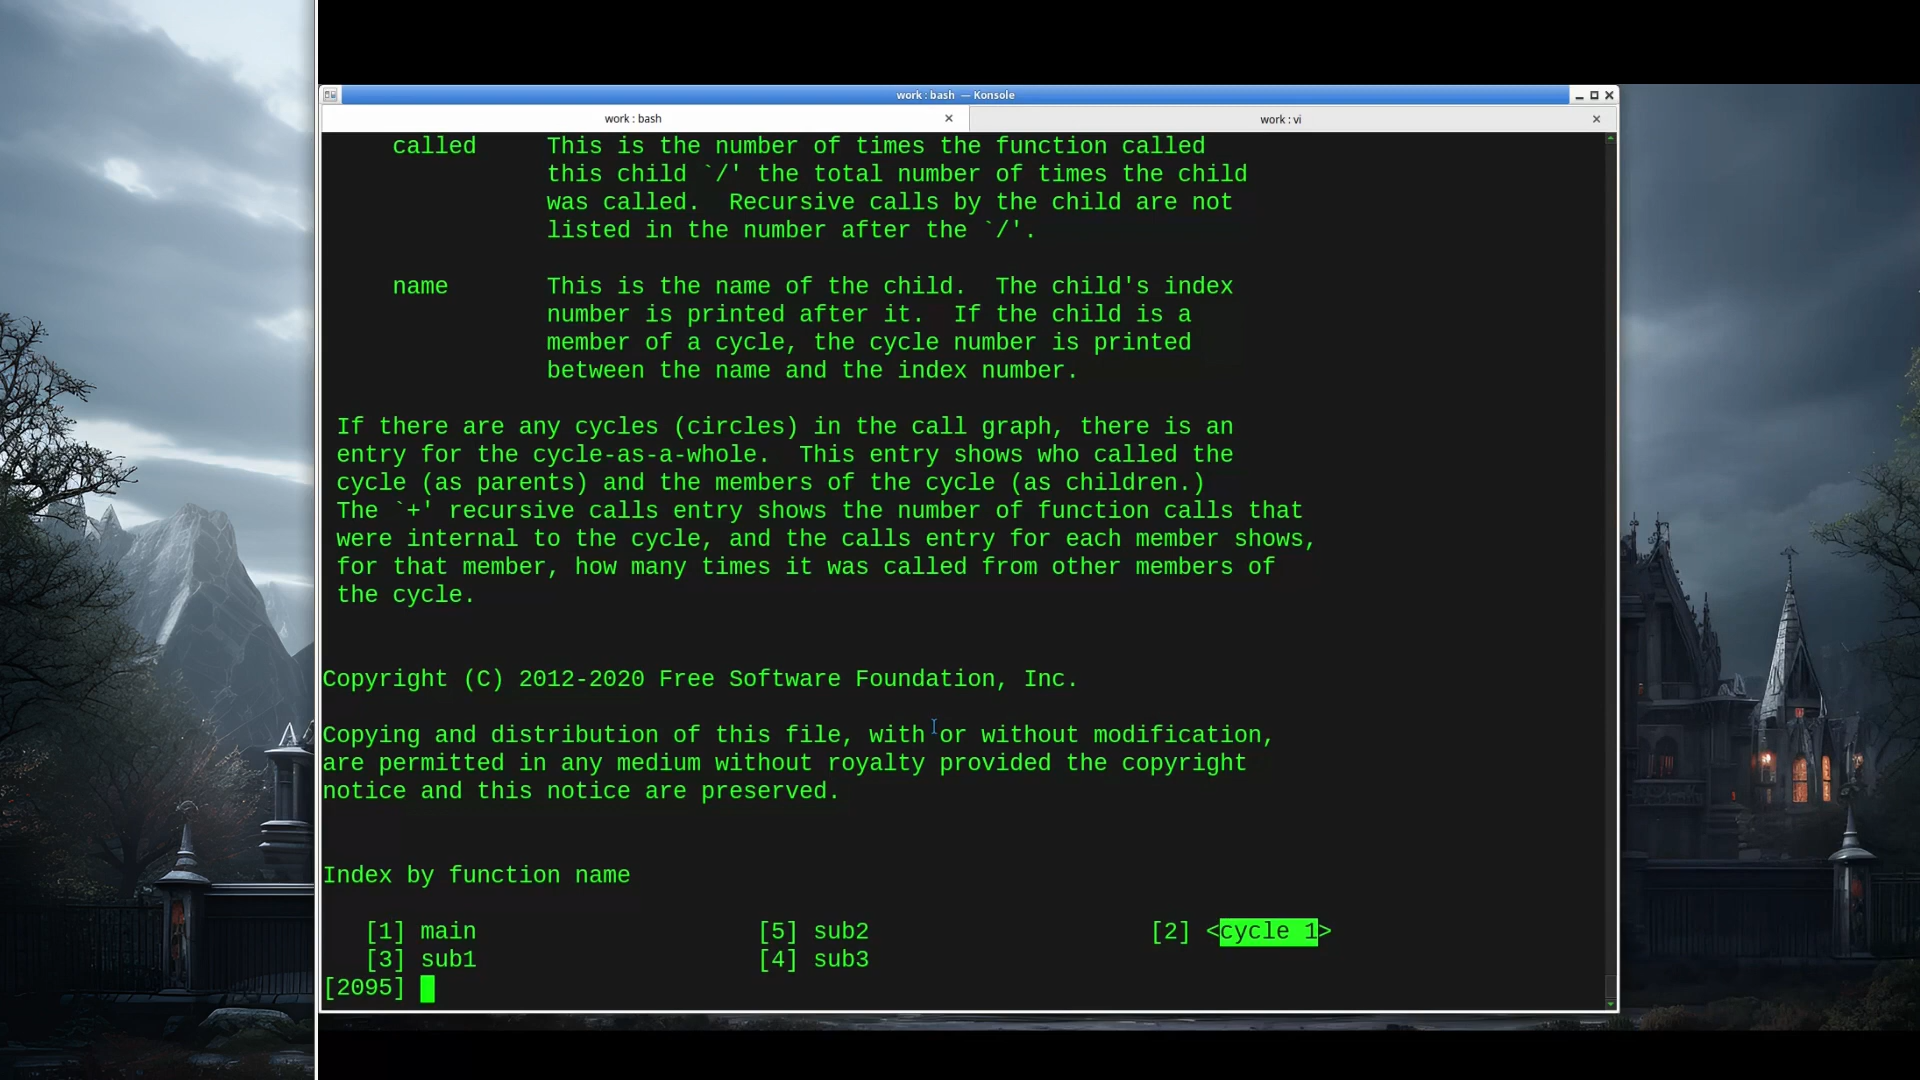 work : bash — Konsole
work : bash
work : vi
called     This is the number of times the function called
this child `/' the total number of times the child
was called.  Recursive calls by the child are not
listed in the number after the `/'.
name       This is the name of the child.  The child's index
number is printed after it.  If the child is a
member of a cycle, the cycle number is printed
between the name and the index number.
If there are any cycles (circles) in the call graph, there is an
entry for the cycle-as-a-whole.  This entry shows who called the
cycle (as parents) and the members of the cycle (as children.)
The `+' recursive calls entry shows the number of function calls that
were internal to the cycle, and the calls entry for each member shows,
for that member, how many times it was called from other members of
the cycle.
Copyright (C) 2012-2020 Free Software Foundation, Inc.
Copying and distribution of this file, with or without modification,
are permitted in any medium without royalty provided the copyright
notice and this notice are preserved.
Index by function name
[1] main                    [5] sub2                    [2] <cycle 1>
[3] sub1                    [4] sub3
[2095]